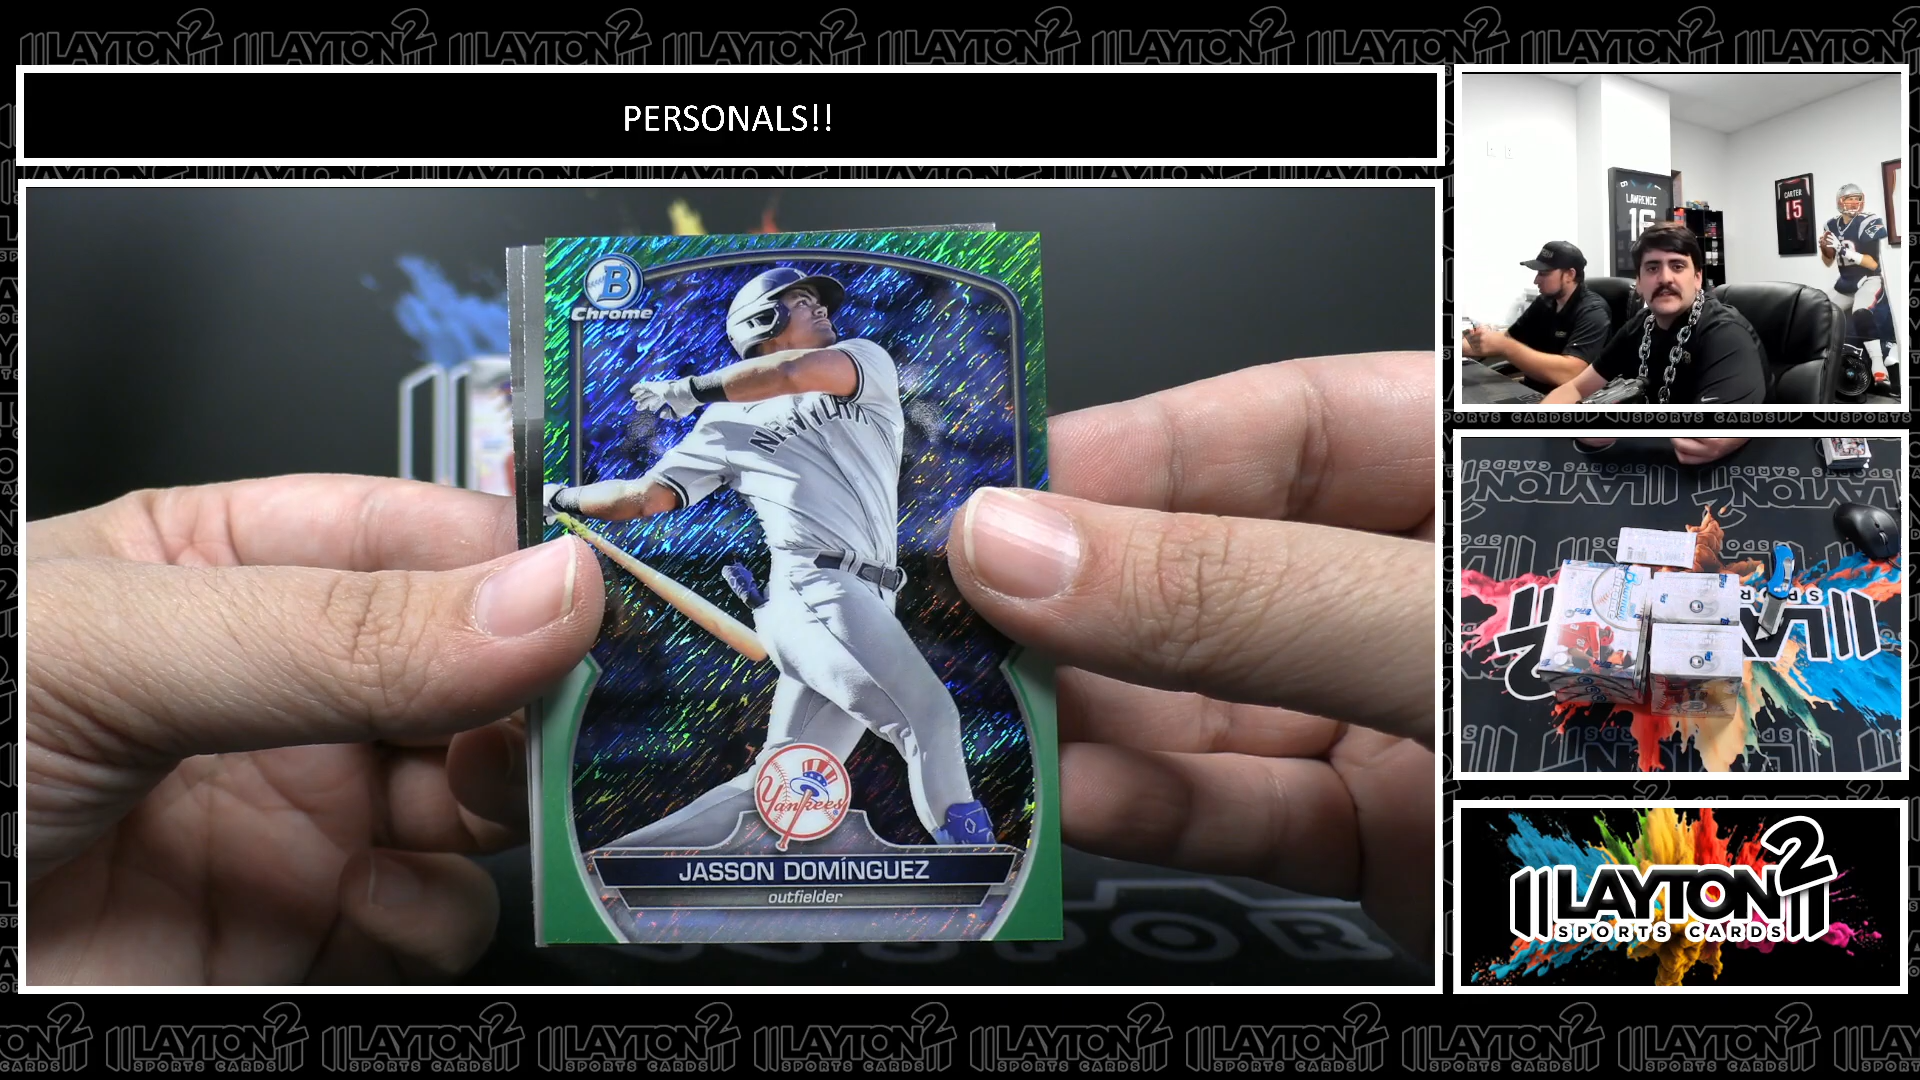 PERSONALS!!
B
Chrome
NEW YORK
Yankees
JASSON DOMÍNGUEZ
outfielder
LAWRENCE
16
CARTER
15
LAYTON 2
SPORTS CARDS